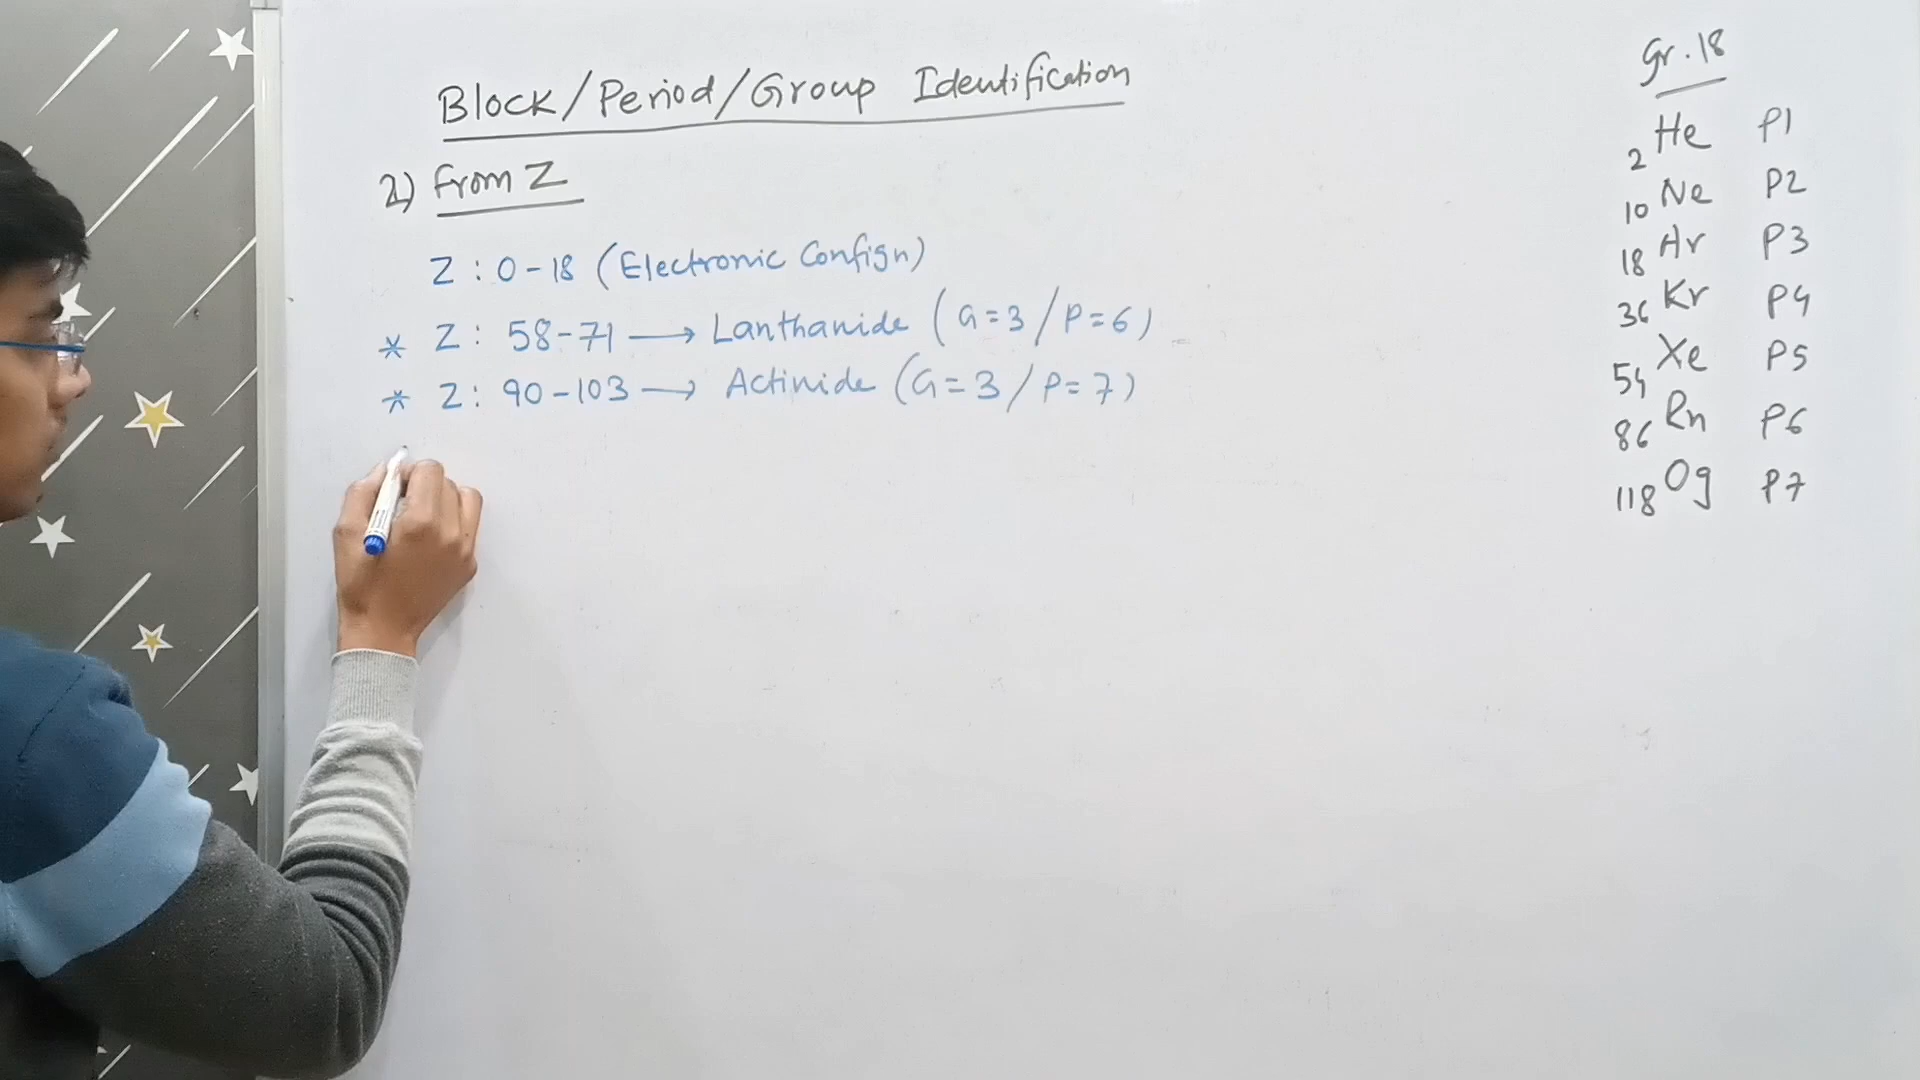 Block/Period/Group Identification
2) From Z
Z : 0-18 (Electronic Confign)
* Z : 58-71 → Lanthanide (G=3/P=6)
* Z : 90-103 → Actinide (G=3/P=7)
Gr. 18
2 He P1
10 Ne P2
18 Ar P3
36 Kr P4
54 Xe P5
86 Rn P6
118 Og P7